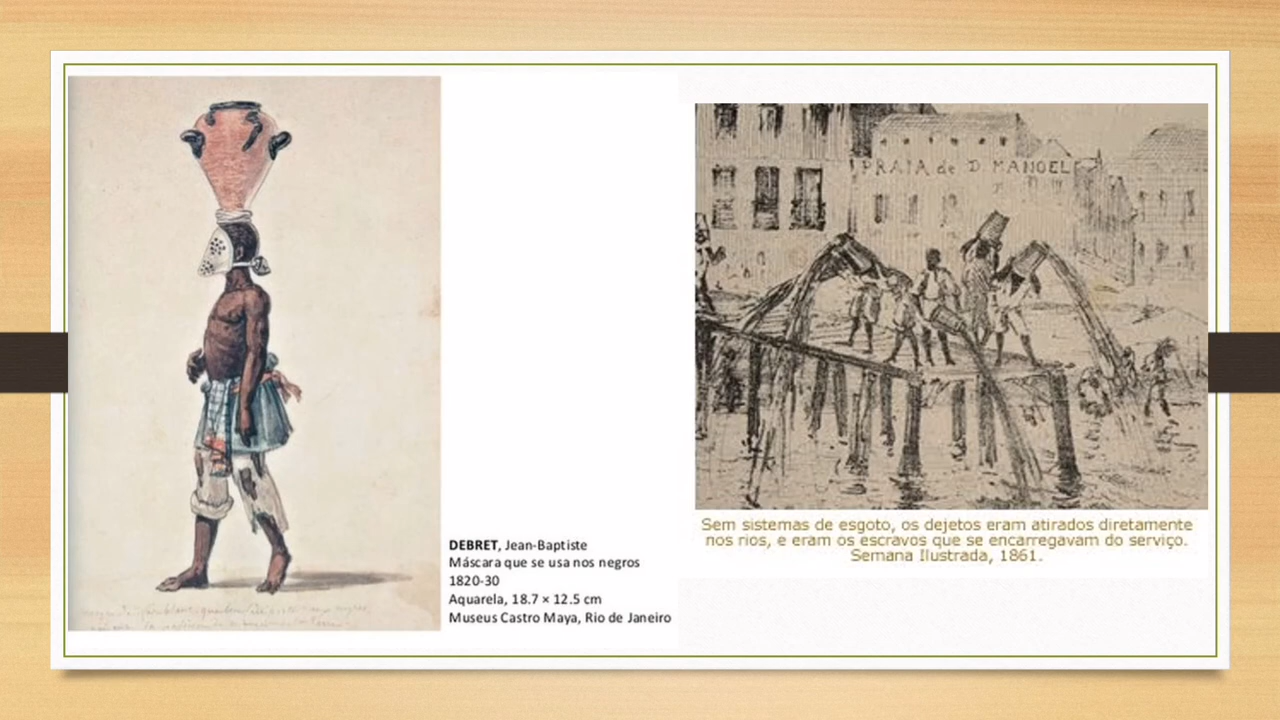 DEBRET, Jean-Baptiste
Máscara que se usa nos negros
1820-30
Aquarela, 18.7 × 12.5 cm
Museus Castro Maya, Rio de Janeiro
PRAIA de D MANOEL
Sem sistemas de esgoto, os dejetos eram atirados diretamente
nos rios, e eram os escravos que se encarregavam do serviço.
Semana Ilustrada, 1861.